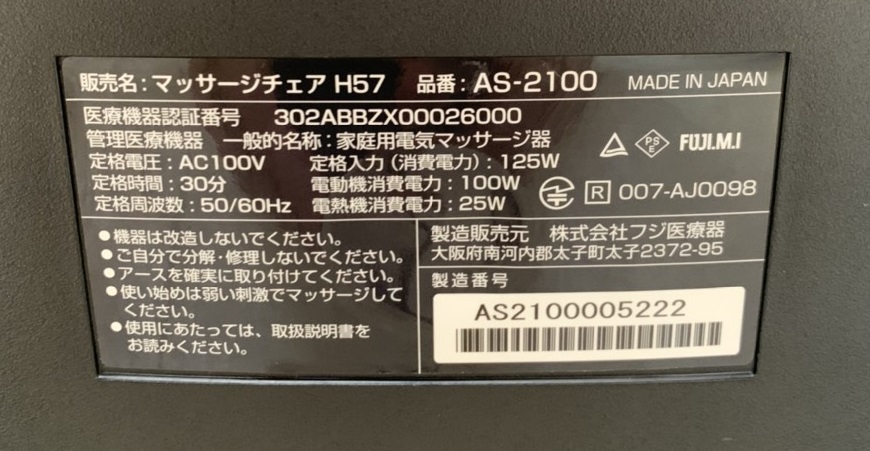 販売名：マッサージチェア H57 品番：AS-2100 MADE IN JAPAN
医療機器認証番号 302ABBZX00026000
管理医療機器 一般的名称：家庭用電気マッサージ器
定格電圧：AC100V 定格入力（消費電力）：125W
定格時間：30分 電動機消費電力：100W
定格周波数：50/60Hz 電熱機消費電力：25W
PS
E
FUJI.M.I
R 007-AJ0098
●機器は改造しないでください。
●ご自分で分解・修理しないでください。
●アースを確実に取り付けてください。
●使い始めは弱い刺激でマッサージして
ください。
●使用にあたっては、取扱説明書を
お読みください。
製造販売元 株式会社フジ医療器
大阪府南河内郡太子町太子2372-95
製造番号
AS2100005222